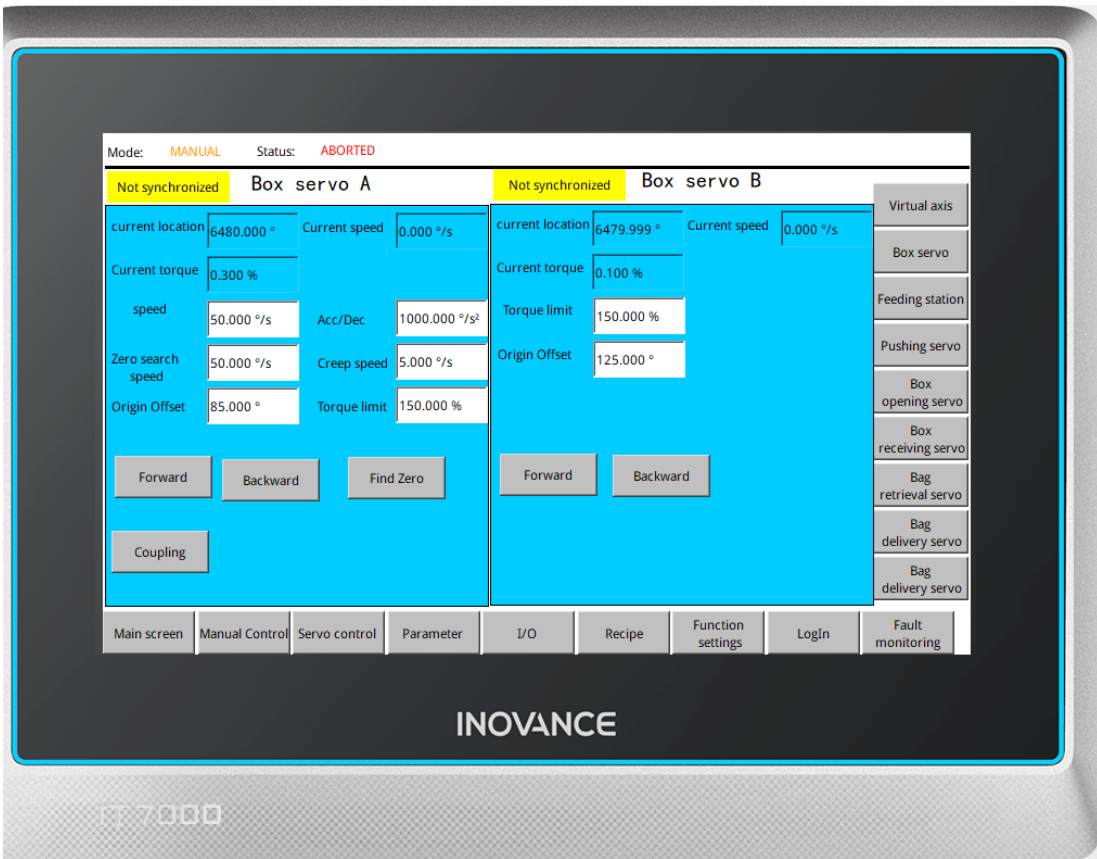 Mode: MANUAL Status: ABORTED
Not synchronized Box servo A
Not synchronized Box servo B
current location 6480.000 ° Current speed 0.000 °/s
Current torque 0.300 %
speed 50.000 °/s Acc/Dec 1000.000 °/s²
Zero search
speed
50.000 °/s Creep speed 5.000 °/s
Origin Offset 85.000 ° Torque limit 150.000 %
Forward Backward Find Zero
Coupling
current location 6479.999 ° Current speed 0.000 °/s
Current torque 0.100 %
Torque limit 150.000 %
Origin Offset 125.000 °
Forward Backward
Virtual axis
Box servo
Feeding station
Pushing servo
Box
opening servo
Box
receiving servo
Bag
retrieval servo
Bag
delivery servo
Bag
delivery servo
Main screen Manual Control Servo control Parameter I/O Recipe Function settings LogIn Fault monitoring
INOVANCE
IT 7000